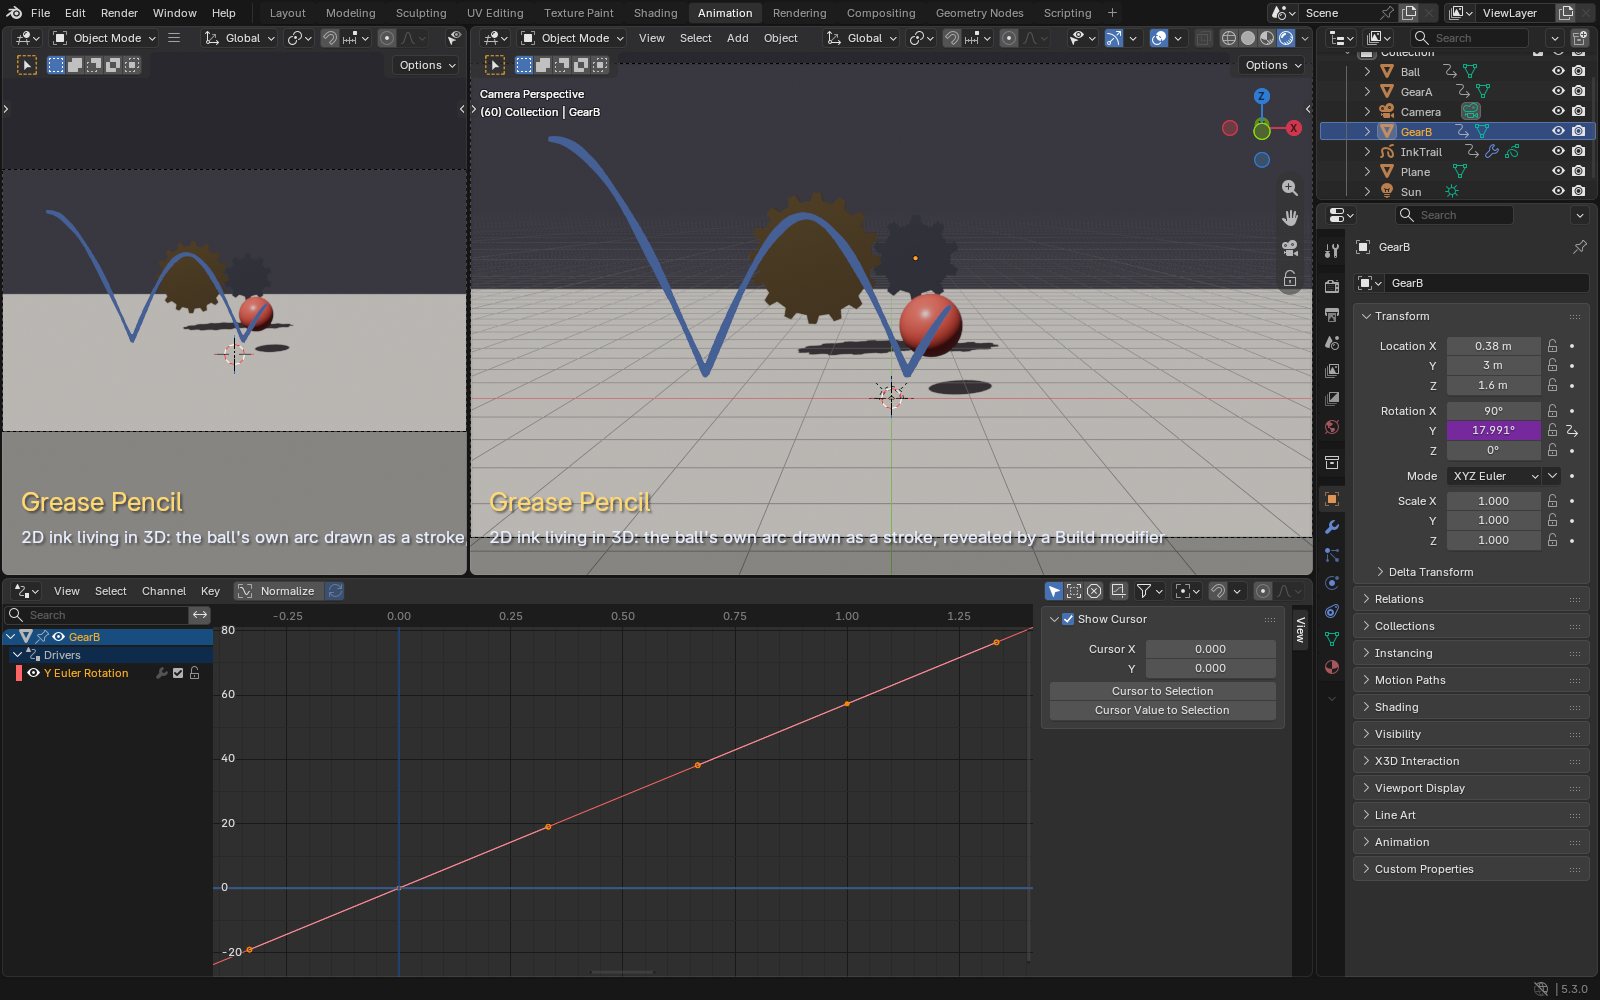 File Edit Render Window Help Layout Modeling Sculpting UV Editing Texture Paint Shading Animation Rendering Compositing Geometry Nodes Scripting + Scene ViewLayer
Object Mode Global
Options
Object Mode View Select Add Object Global
Options
Camera Perspective
(60) Collection | GearB
Z
X
Grease Pencil
2D ink living in 3D: the ball's own arc drawn as a stroke
Grease Pencil
2D ink living in 3D: the ball's own arc drawn as a stroke, revealed by a Build modifier
Search
Collection
Ball
GearA
Camera
GearB
InkTrail
Plane
Sun
Search
GearB
GearB
Transform
Location X 0.38 m
Y 3 m
Z 1.6 m
Rotation X 90°
Y 17.991°
Z 0°
Mode XYZ Euler
Scale X 1.000
Y 1.000
Z 1.000
Delta Transform
Relations
Collections
Instancing
Motion Paths
Shading
Visibility
X3D Interaction
Viewport Display
Line Art
Animation
Custom Properties
View Select Channel Key Normalize
Search
GearB
Drivers
Y Euler Rotation
-0.25 0.00 0.25 0.50 0.75 1.00 1.25
80
60
40
20
0
-20
Show Cursor
Cursor X 0.000
Y 0.000
Cursor to Selection
Cursor Value to Selection
View
5.3.0